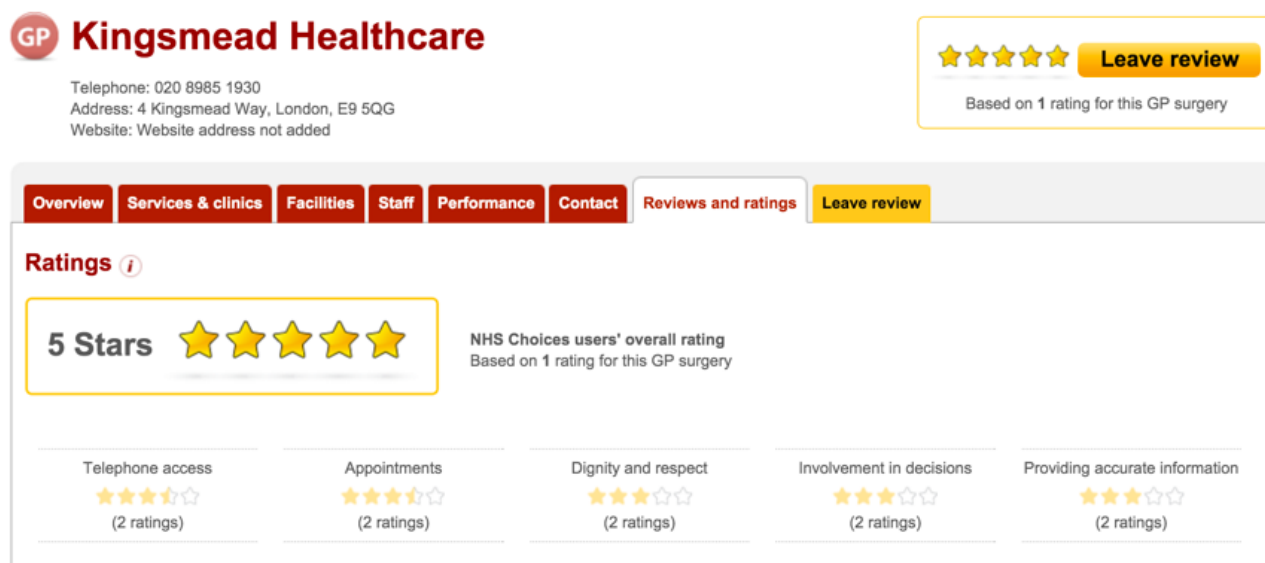 GP Kingsmead Healthcare
Telephone: 020 8985 1930
Address: 4 Kingsmead Way, London, E9 5QG
Website: Website address not added
Leave review
Based on 1 rating for this GP surgery
Overview Services & clinics Facilities Staff Performance Contact Reviews and ratings Leave review
Ratings i
5 Stars
NHS Choices users' overall rating
Based on 1 rating for this GP surgery
Telephone access Appointments Dignity and respect Involvement in decisions Providing accurate information
(2 ratings) (2 ratings) (2 ratings) (2 ratings) (2 ratings)